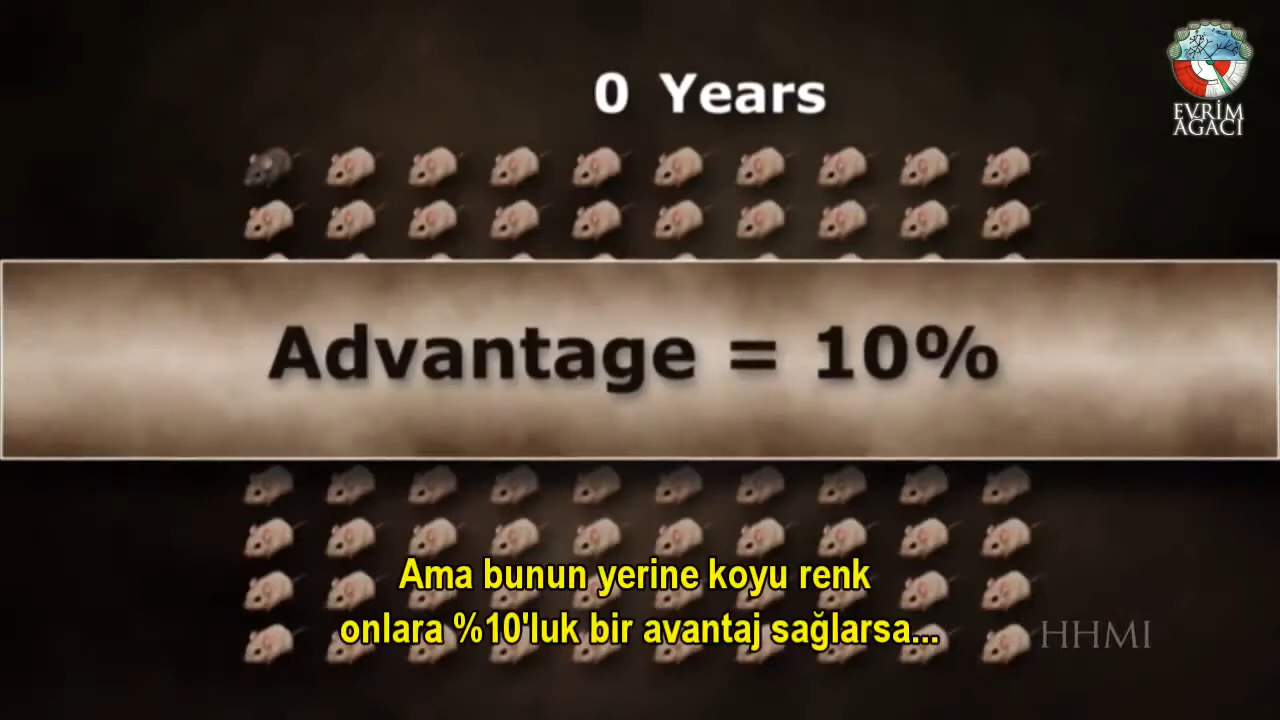 0 Years
EVRİM
AĞACI
Advantage = 10%
Ama bunun yerine koyu renk
onlara %10'luk bir avantaj sağlarsa...
HHMI